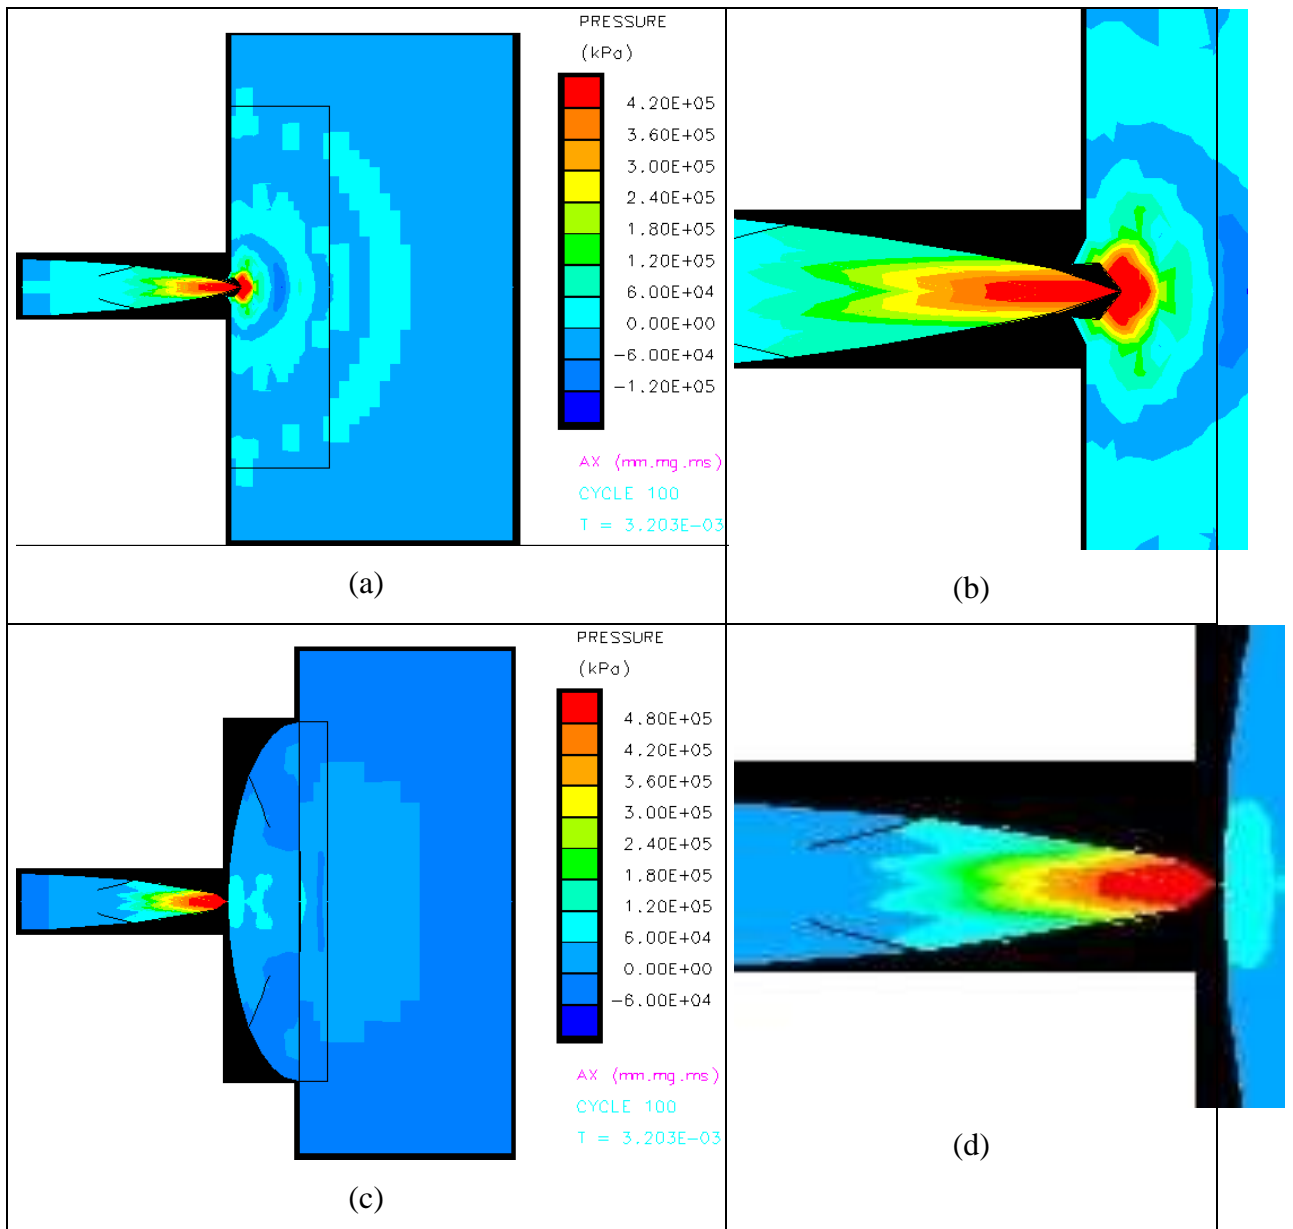 PRESSURE
(kPa)
4.20E+05
3.60E+05
3.00E+05
2.40E+05
1.80E+05
1.20E+05
6.00E+04
0.00E+00
-6.00E+04
-1.20E+05
AX (mm.mg.ms)
CYCLE 100
T = 3.203E-03
(a)
(b)
PRESSURE
(kPa)
4.80E+05
4.20E+05
3.60E+05
3.00E+05
2.40E+05
1.80E+05
1.20E+05
6.00E+04
0.00E+00
-6.00E+04
AX (mm.mg.ms)
CYCLE 100
T = 3.203E-03
(c)
(d)